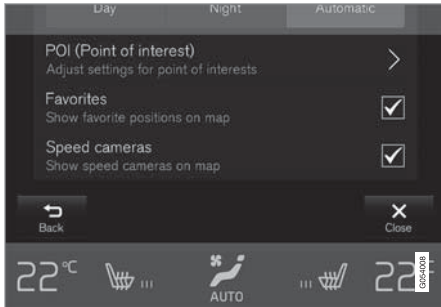 Day Night Automatic
POI (Point of interest)
Adjust settings for point of interests
Favorites
Show favorite positions on map
Speed cameras
Show speed cameras on map
Back Close
22°C AUTO 22°
G054008